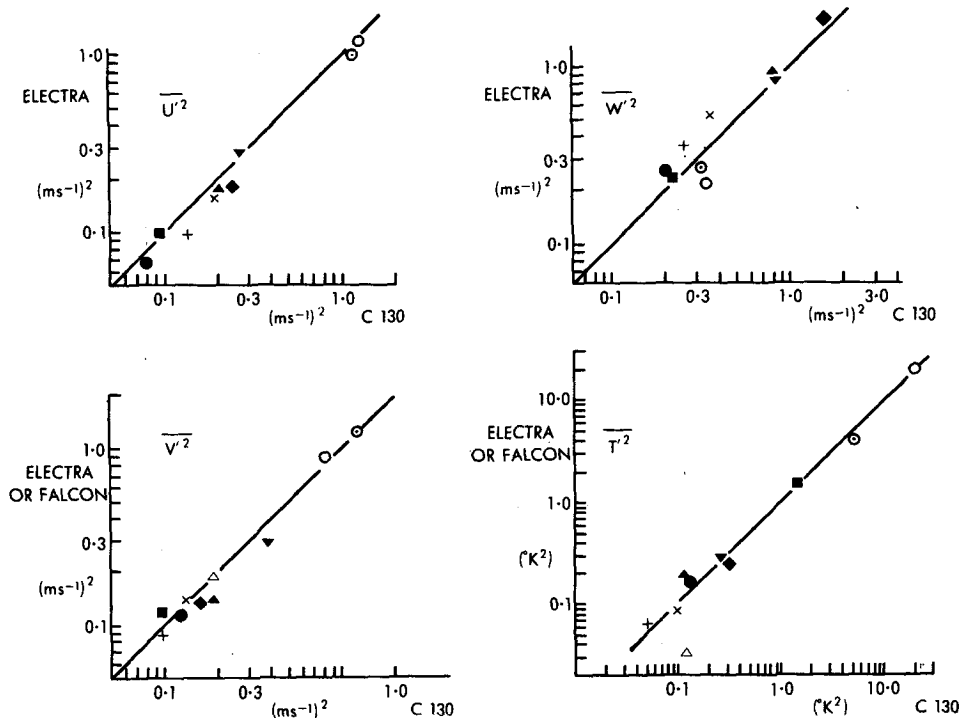 1·0
ELECTRA
U′²
0·3
(ms⁻¹)²
0·1
0·1 0·3 1·0
(ms⁻¹)² C 130
1·0
ELECTRA
W′²
0·3
(ms⁻¹)²
0·1
0·1 0·3 1·0 3·0
(ms⁻¹)² C 130
V′²
1·0
ELECTRA
OR FALCON
0·3
(ms⁻¹)²
0·1
0·1 0·3 1·0
(ms⁻¹)² C 130
10·0
ELECTRA
OR FALCON
T′²
1·0
(°K²)
0·1
0·1 1·0 10·0
(°K²) C 130